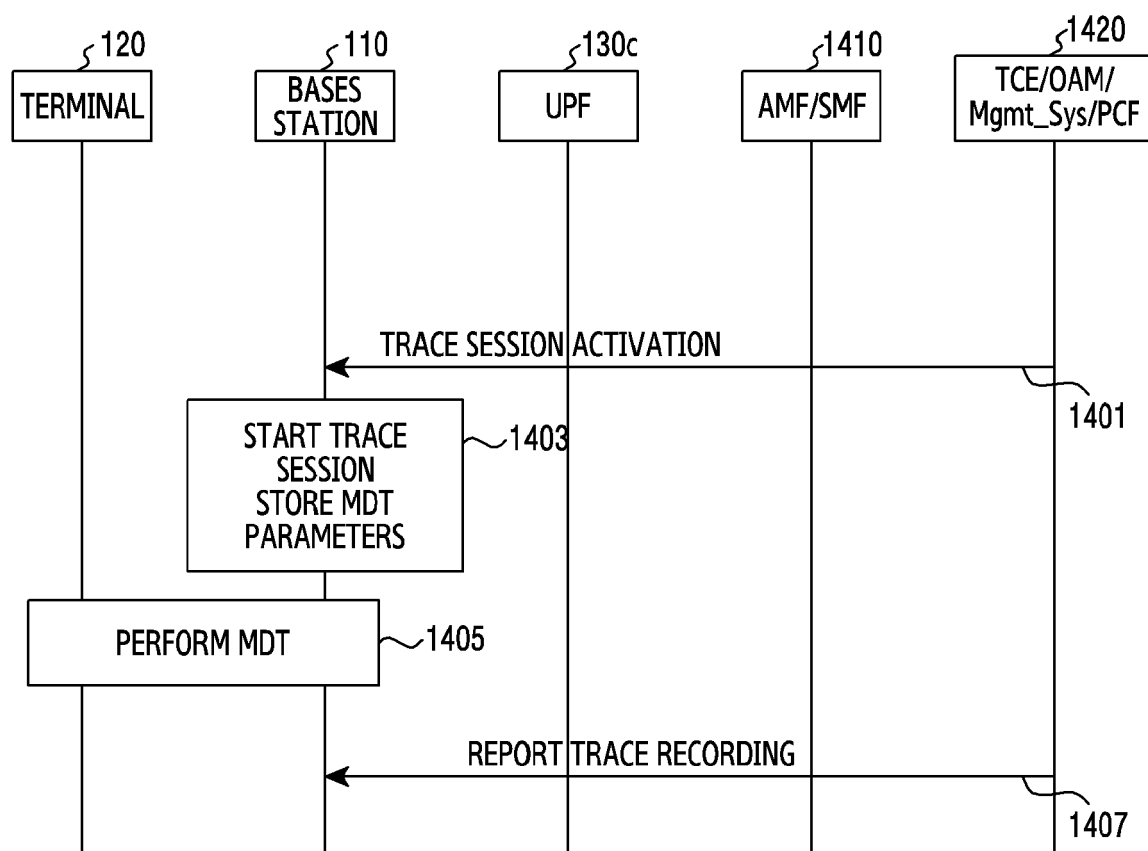 120
110
130c
1410
1420
TERMINAL
BASES
STATION
UPF
AMF/SMF
TCE/OAM/
Mgmt_Sys/PCF
TRACE SESSION ACTIVATION
1401
START TRACE
SESSION
STORE MDT
PARAMETERS
1403
PERFORM MDT
1405
REPORT TRACE RECORDING
1407